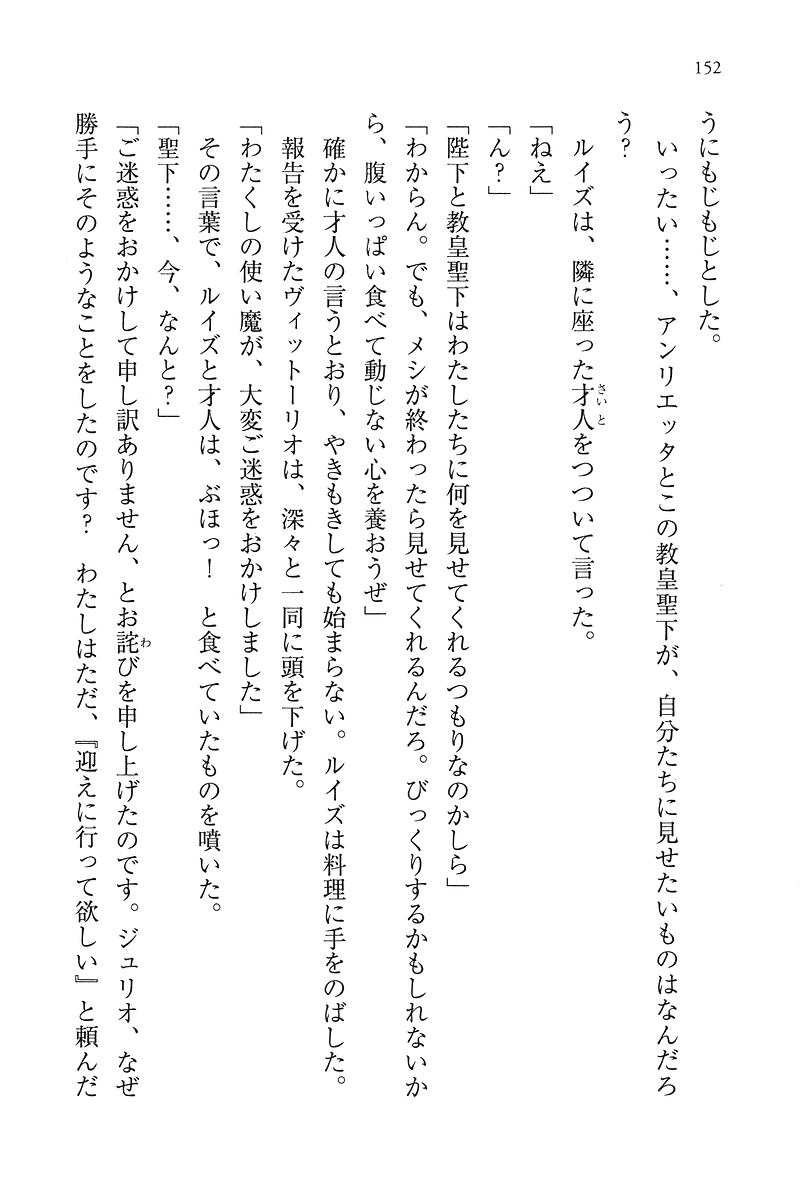 152
うにもじもじとした。
　いったい……、アンリエッタとこの教皇聖下が、自分たちに見せたいものはなんだろ
う？
　ルイズは、隣に座った才人をつついて言った。
さいと
「ねえ」
「ん？」
「陛下と教皇聖下はわたしたちに何を見せてくれるつもりなのかしら」
「わからん。でも、メシが終わったら見せてくれるんだろ。びっくりするかもしれないか
ら、腹いっぱい食べて動じない心を養おうぜ」
　確かに才人の言うとおり、やきもきしても始まらない。ルイズは料理に手をのばした。
　報告を受けたヴィットーリオは、深々と一同に頭を下げた。
「わたくしの使い魔が、大変ご迷惑をおかけしました」
　その言葉で、ルイズと才人は、ぶほっ！　と食べていたものを噴いた。
「聖下……、今、なんと？」
「ご迷惑をおかけして申し訳ありません、とお詫びを申し上げたのです。ジュリオ、なぜ
わ
勝手にそのようなことをしたのです？　わたしはただ、『迎えに行って欲しい』と頼んだ